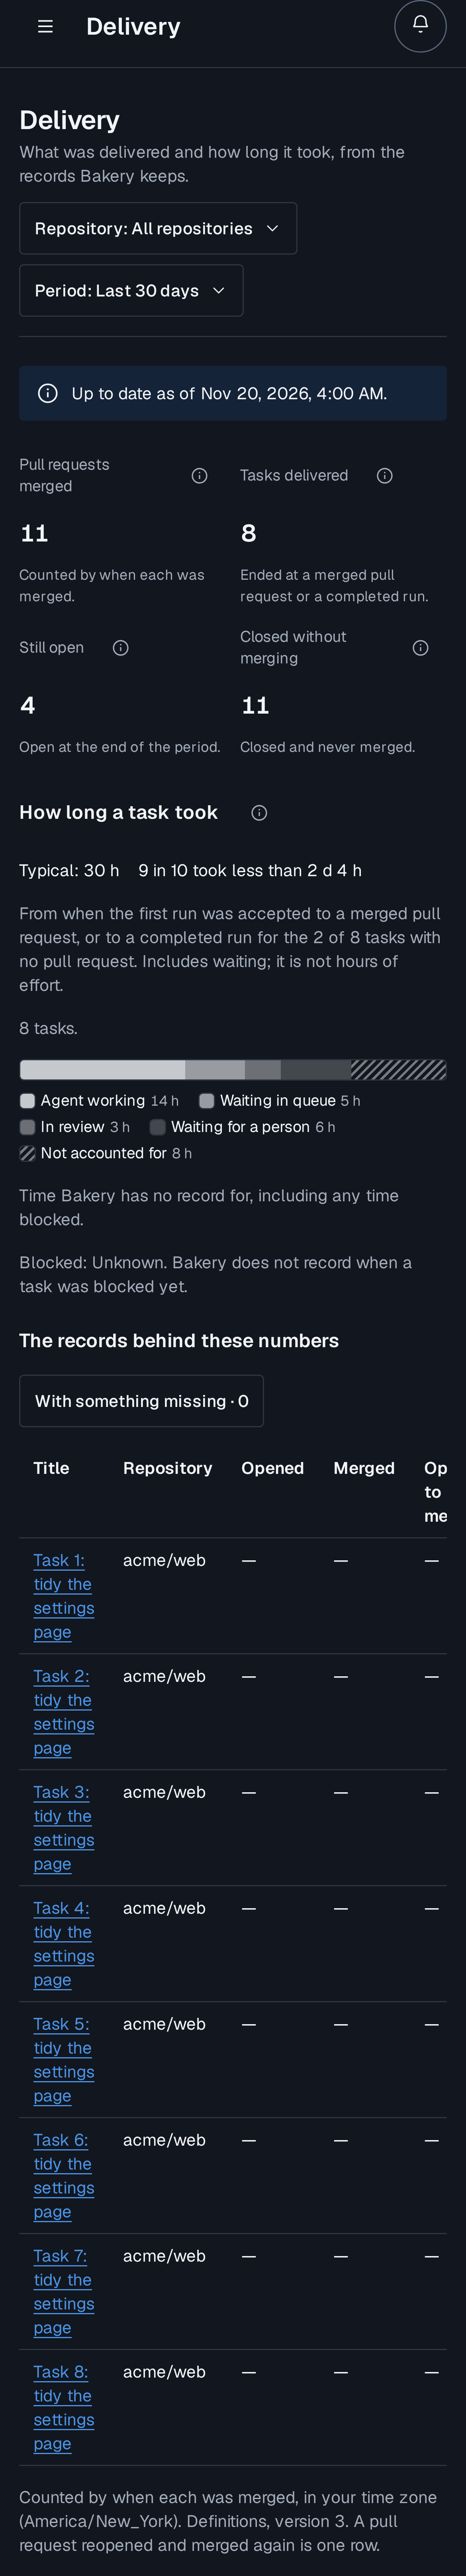 Delivery
Delivery
What was delivered and how long it took, from the
records Bakery keeps.
Repository: All repositories
Period: Last 30 days
Up to date as of Nov 20, 2026, 4:00 AM.
Pull requests
merged
Tasks delivered
11
8
Counted by when each was
merged.
Ended at a merged pull
request or a completed run.
Still open
Closed without
merging
4
11
Open at the end of the period.
Closed and never merged.
How long a task took
Typical: 30 h 9 in 10 took less than 2 d 4 h
From when the first run was accepted to a merged pull
request, or to a completed run for the 2 of 8 tasks with
no pull request. Includes waiting; it is not hours of
effort.
8 tasks.
Agent working 14 h Waiting in queue 5 h
In review 3 h Waiting for a person 6 h
Not accounted for 8 h
Time Bakery has no record for, including any time
blocked.
Blocked: Unknown. Bakery does not record when a
task was blocked yet.
The records behind these numbers
With something missing · 0
Title Repository Opened Merged Op
to
me
Task 1: acme/web — — —
tidy the
settings
page
Task 2: acme/web — — —
tidy the
settings
page
Task 3: acme/web — — —
tidy the
settings
page
Task 4: acme/web — — —
tidy the
settings
page
Task 5: acme/web — — —
tidy the
settings
page
Task 6: acme/web — — —
tidy the
settings
page
Task 7: acme/web — — —
tidy the
settings
page
Task 8: acme/web — — —
tidy the
settings
page
Counted by when each was merged, in your time zone
(America/New_York). Definitions, version 3. A pull
request reopened and merged again is one row.